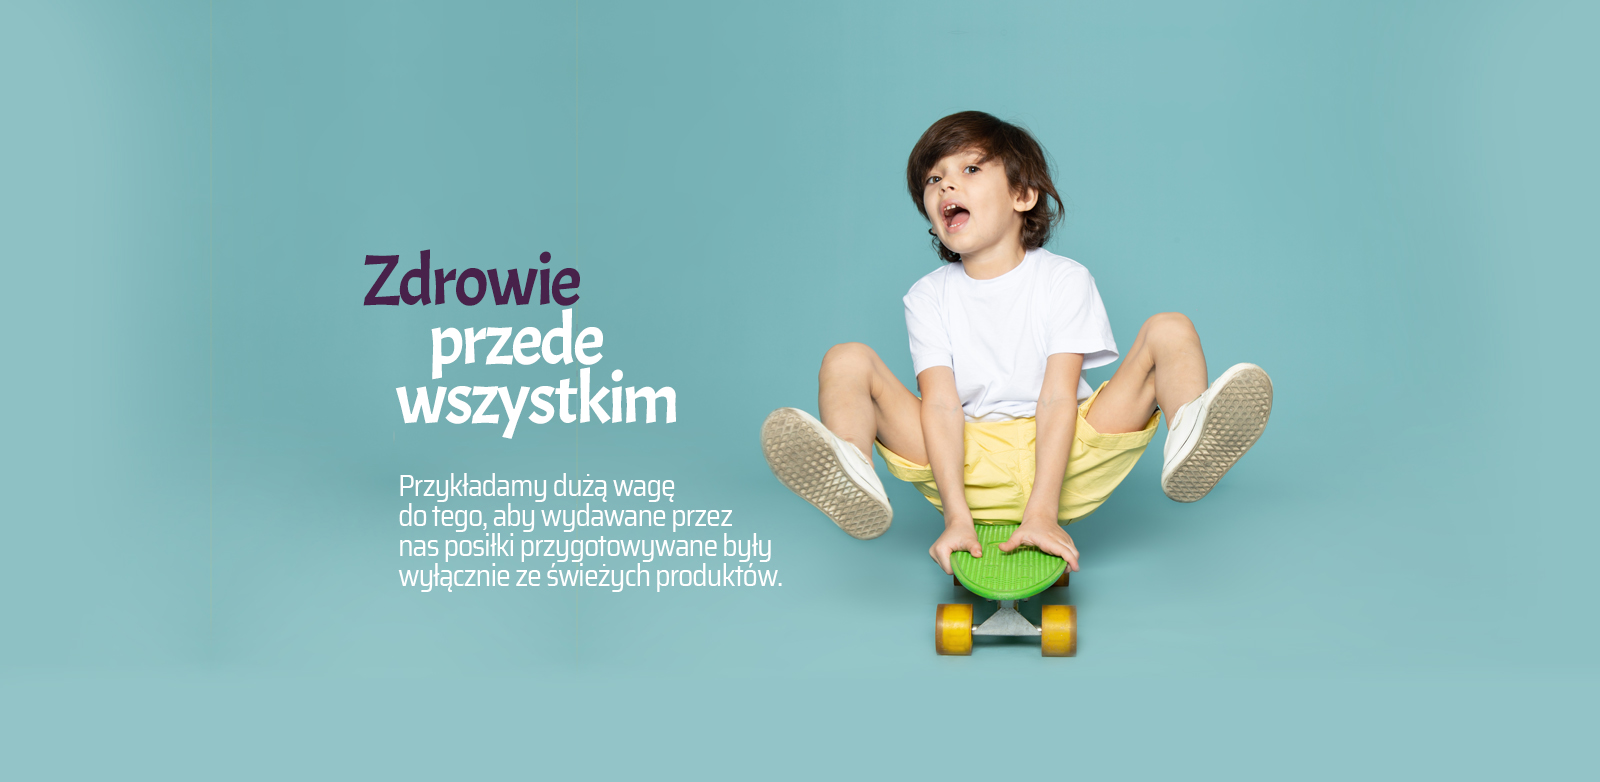 Zdrowie
przede
wszystkim
Przykładamy dużą wagę
do tego, aby wydawane przez
nas posiłki przygotowywane były
wyłącznie ze świeżych produktów.